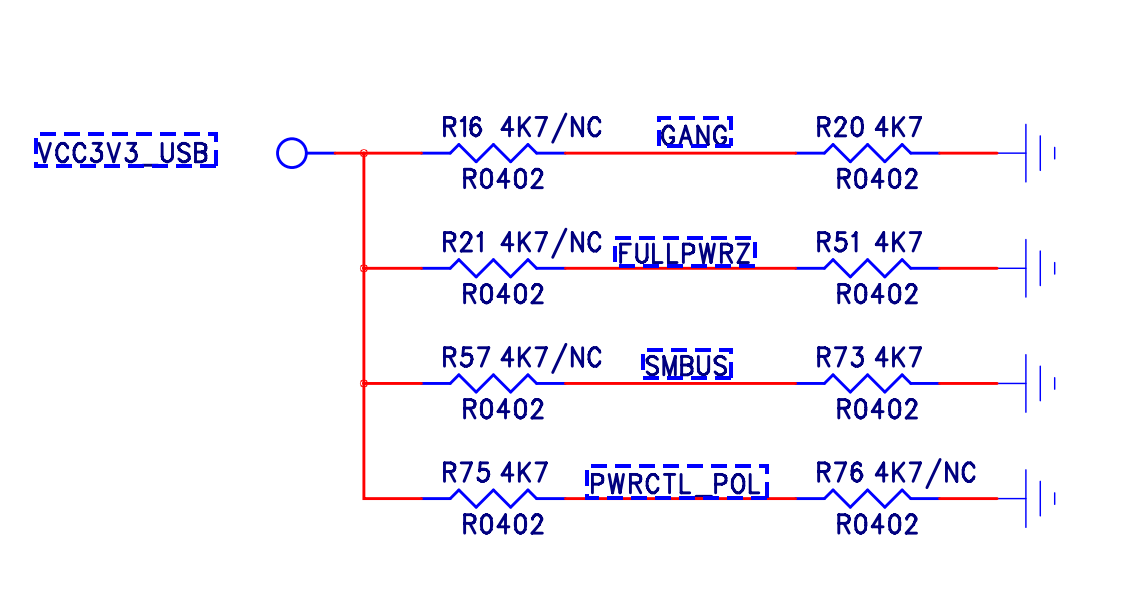 R16 4K7/NC GANG R20 4K7
VCC3V3_USB
R0402 R0402
R21 4K7/NC FULLPWRZ R51 4K7
R0402 R0402
R57 4K7/NC SMBUS R73 4K7
R0402 R0402
R75 4K7 PWRCTL_POL R76 4K7/NC
R0402 R0402